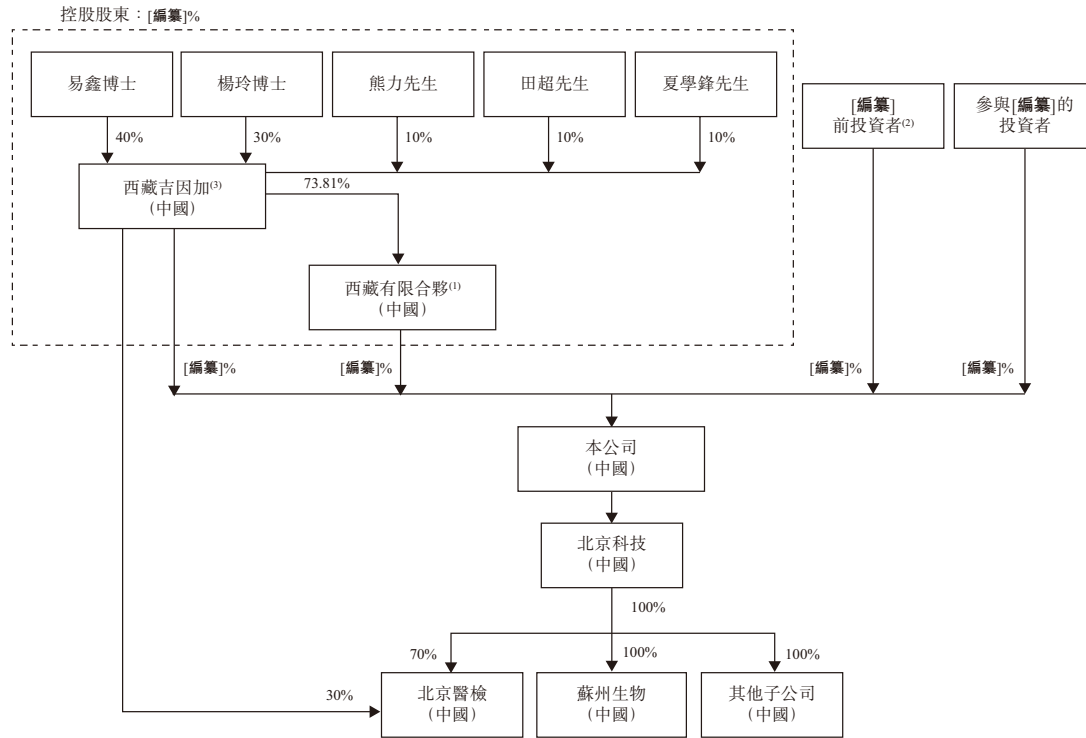 控股股東：[編纂]%
易鑫博士
楊玲博士
熊力先生
田超先生
夏學鋒先生
[編纂]
前投資者(2)
參與[編纂]的
投資者
40%
30%
10%
10%
10%
西藏吉因加(3)
(中國)
73.81%
西藏有限合夥(1)
(中國)
[編纂]%
[編纂]%
[編纂]%
[編纂]%
本公司
(中國)
北京科技
(中國)
100%
70%
100%
100%
30%
北京醫檢
(中國)
蘇州生物
(中國)
其他子公司
(中國)